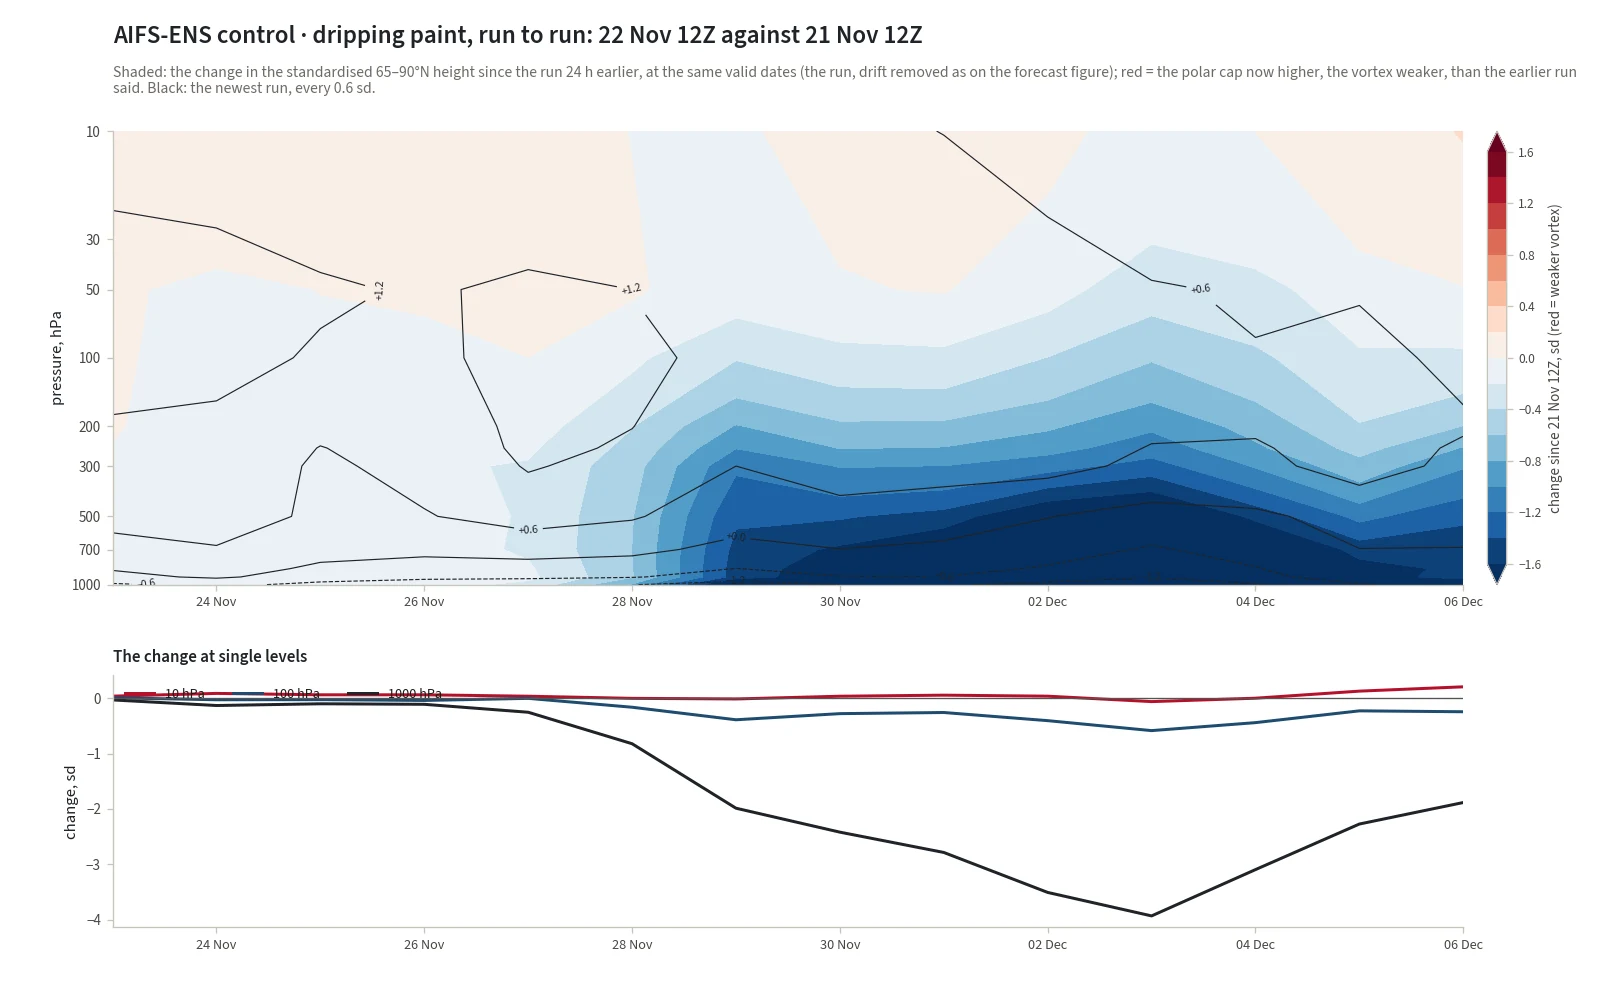 AIFS-ENS control · dripping paint, run to run: 22 Nov 12Z against 21 Nov 12Z
Shaded: the change in the standardised 65–90°N height since the run 24 h earlier, at the same valid dates (the run, drift removed as on the forecast figure); red = the polar cap now higher, the vortex weaker, than the earlier run
said. Black: the newest run, every 0.6 sd.
pressure, hPa
10
30
50
100
200
300
500
700
1000
+1.2
+1.2
+0.6
+0.6
24 Nov
26 Nov
28 Nov
30 Nov
02 Dec
04 Dec
06 Dec
1.6
1.2
0.8
0.4
0.0
−0.4
−0.8
−1.2
−1.6
change since 21 Nov 12Z, sd (red = weaker vortex)
The change at single levels
10 hPa
100 hPa
1000 hPa
change, sd
0
−1
−2
−3
−4
24 Nov
26 Nov
28 Nov
30 Nov
02 Dec
04 Dec
06 Dec